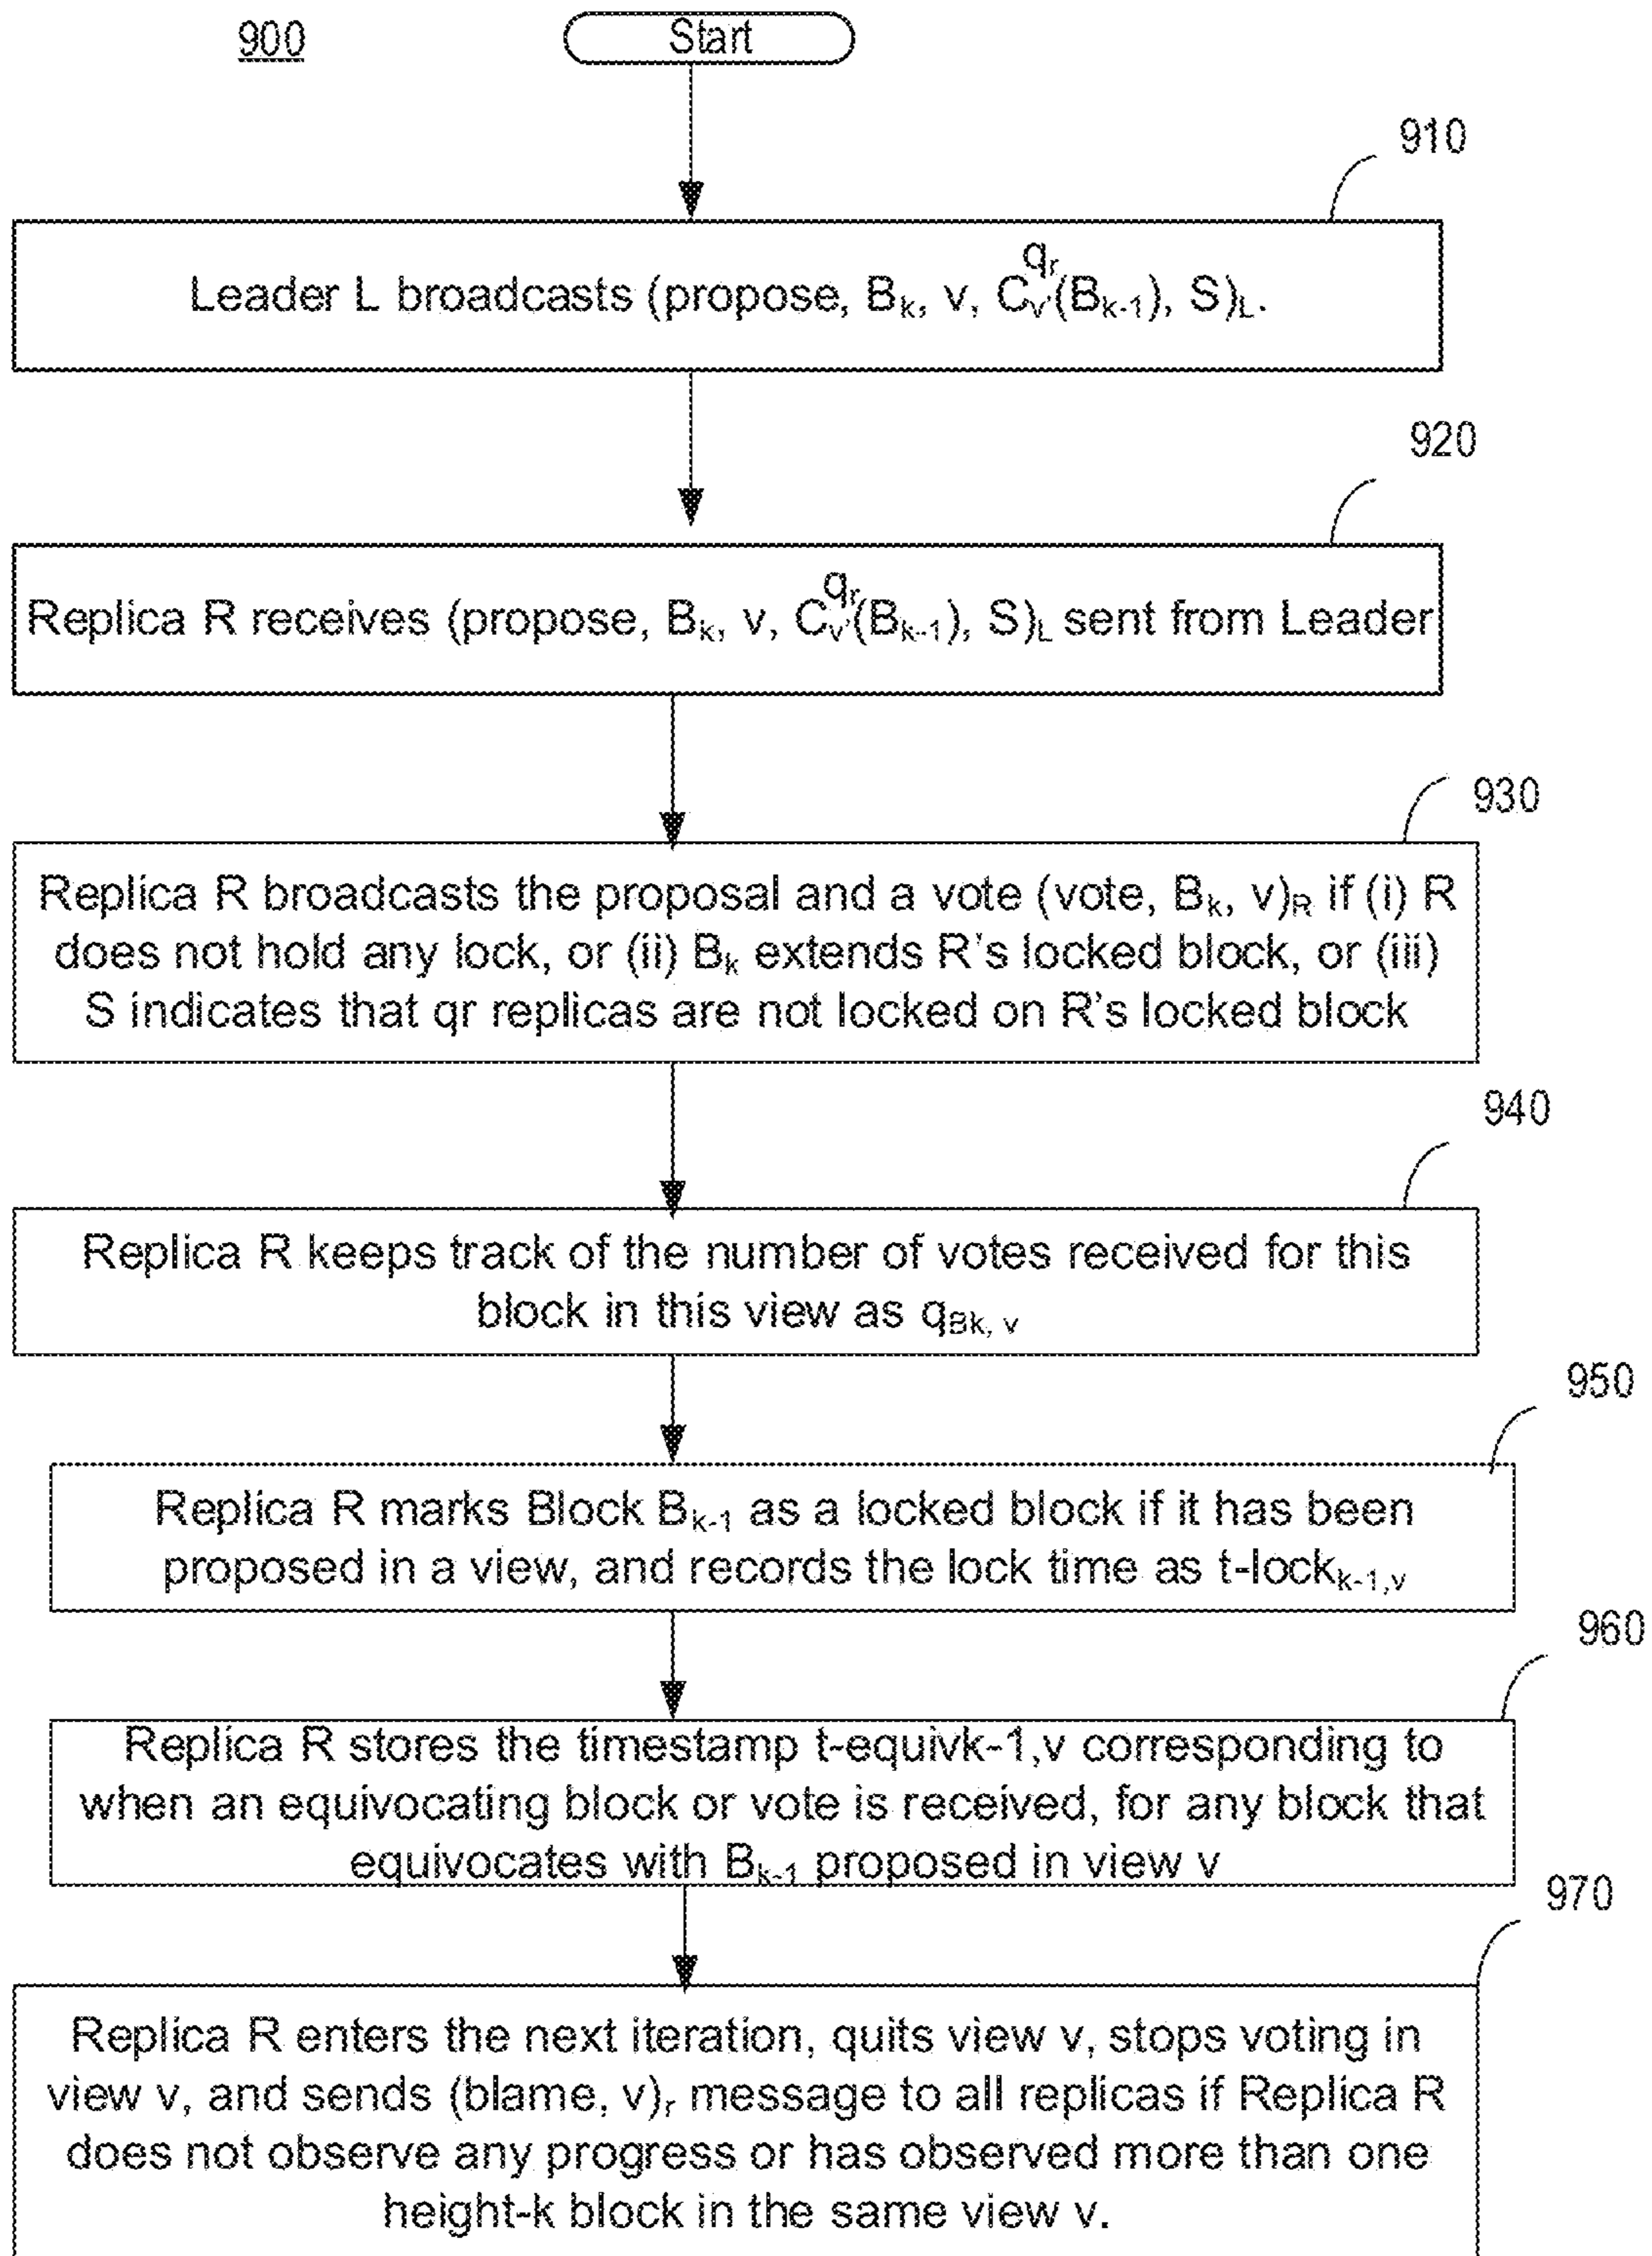 900
Start
910
Leader L broadcasts (propose, Bₖ, v, C_v'^qr(Bₖ₋₁), S)_L.
920
Replica R receives (propose, Bₖ, v, C_v'^qr(Bₖ₋₁), S)_L sent from Leader
930
Replica R broadcasts the proposal and a vote (vote, Bₖ, v)_R if (i) R
does not hold any lock, or (ii) Bₖ extends R's locked block, or (iii)
S indicates that qr replicas are not locked on R's locked block
940
Replica R keeps track of the number of votes received for this
block in this view as q_Bk, v
950
Replica R marks Block Bₖ₋₁ as a locked block if it has been
proposed in a view, and records the lock time as t-lock_k-1,v
960
Replica R stores the timestamp t-equivk-1,v corresponding to
when an equivocating block or vote is received, for any block that
equivocates with Bₖ₋₁ proposed in view v
970
Replica R enters the next iteration, quits view v, stops voting in
view v, and sends (blame, v)ᵣ message to all replicas if Replica R
does not observe any progress or has observed more than one
height-k block in the same view v.